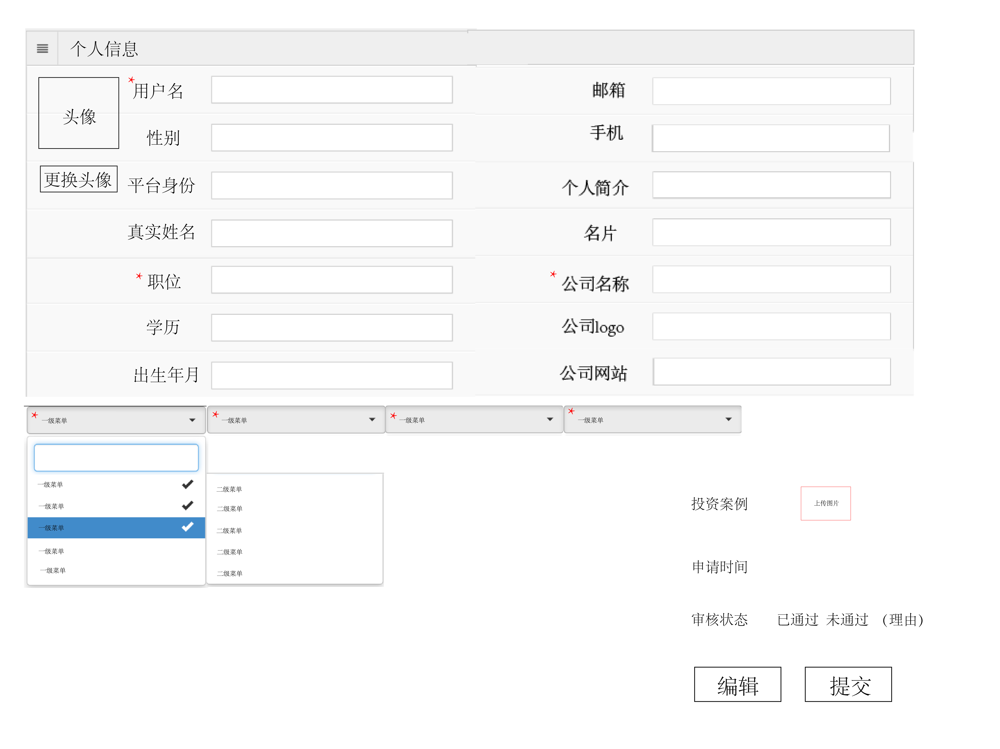 个人信息
头像
更换头像
*用户名
性别
平台身份
真实姓名
* 职位
学历
出生年月
邮箱
手机
个人简介
名片
* 公司名称
公司logo
公司网站
* 一级菜单
* 一级菜单
* 一级菜单
* 一级菜单
一级菜单
一级菜单
一级菜单
一级菜单
一级菜单
二级菜单
二级菜单
二级菜单
二级菜单
二级菜单
投资案例
上传图片
申请时间
审核状态 已通过 未通过 （理由）
编辑
提交